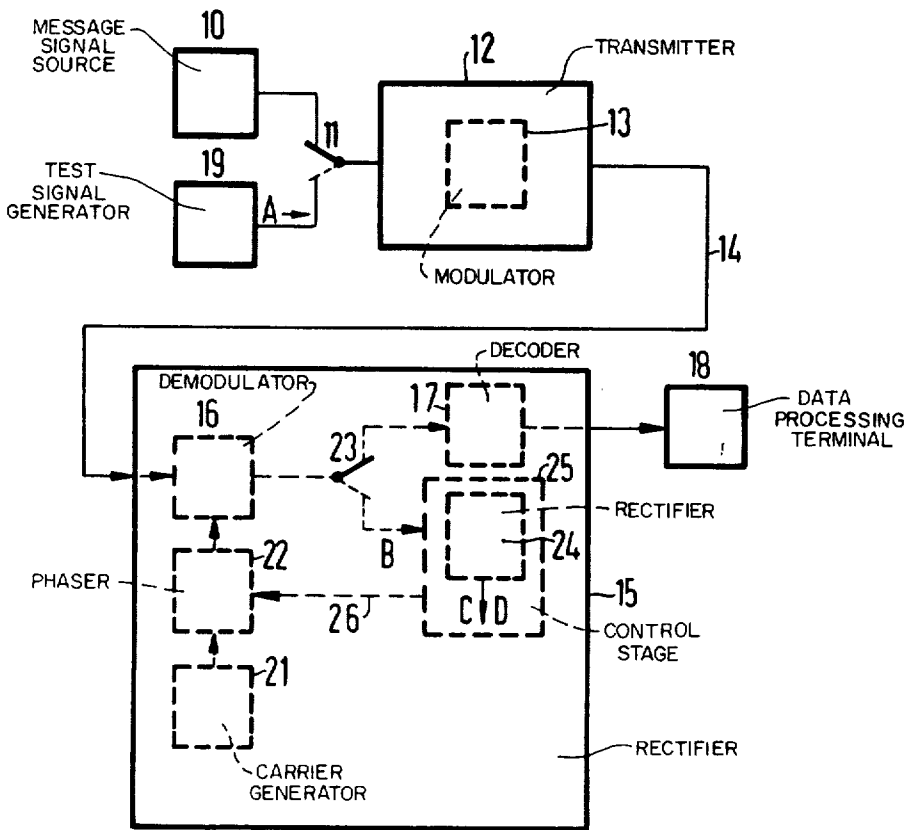 MESSAGE
SIGNAL
SOURCE
10
12
TRANSMITTER
11
13
19
TEST
SIGNAL
GENERATOR
A
MODULATOR
14
DECODER
DEMODULATOR
16
17
18
DATA
PROCESSING
TERMINAL
23
25
RECTIFIER
24
B
22
PHASER
26
C D
15
CONTROL
STAGE
21
CARRIER
GENERATOR
RECTIFIER